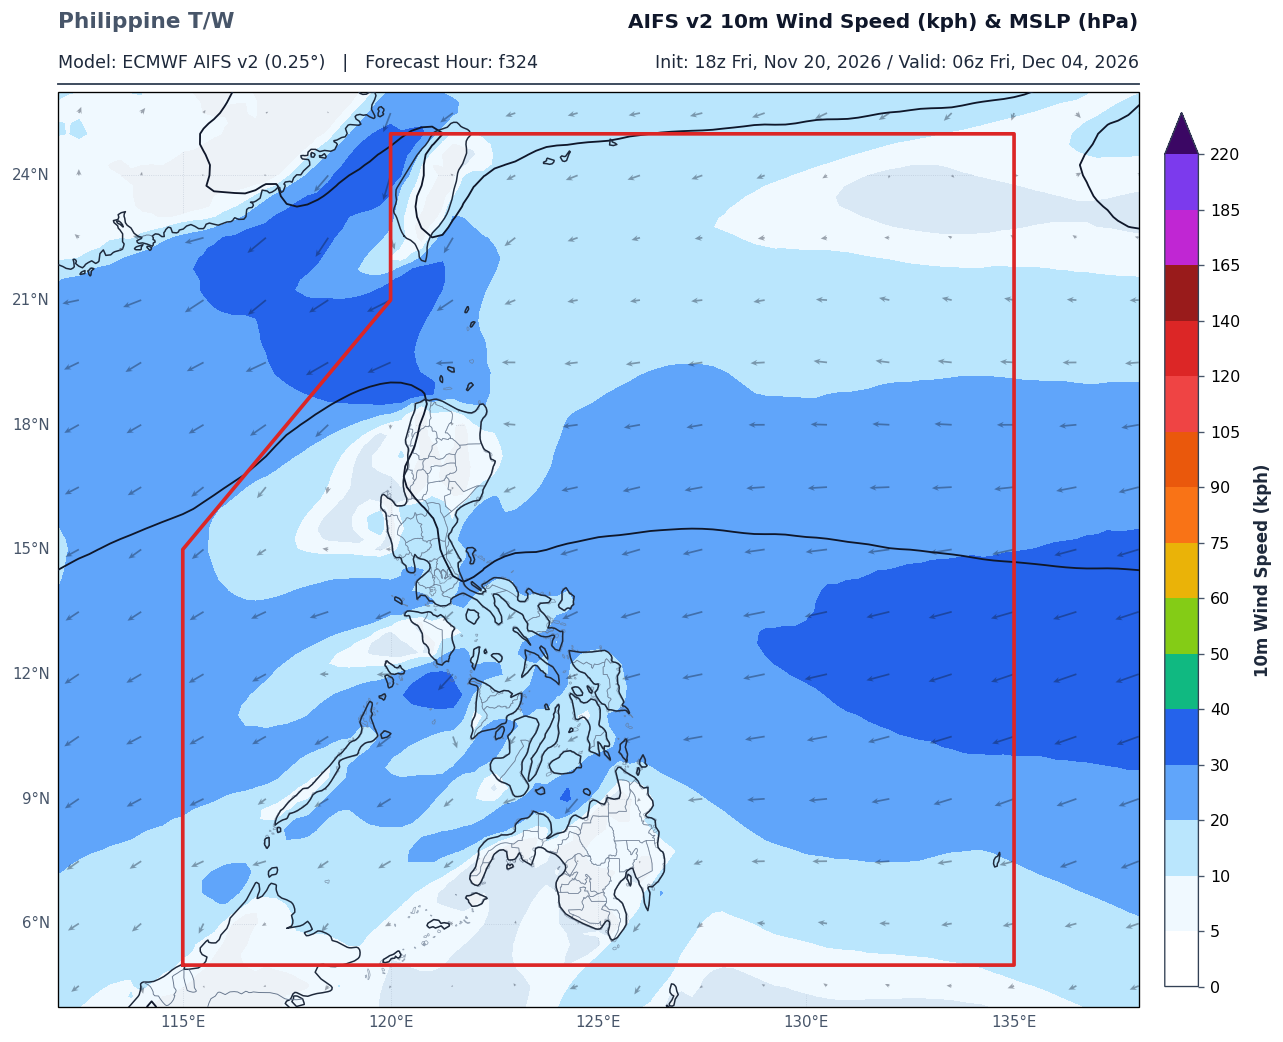 Philippine T/W
AIFS v2 10m Wind Speed (kph) & MSLP (hPa)
Model: ECMWF AIFS v2 (0.25°) | Forecast Hour: f324
Init: 18z Fri, Nov 20, 2026 / Valid: 06z Fri, Dec 04, 2026
24°N
21°N
18°N
15°N
12°N
9°N
6°N
115°E
120°E
125°E
130°E
135°E
220
185
165
140
120
105
90
75
60
50
40
30
20
10
5
0
10m Wind Speed (kph)